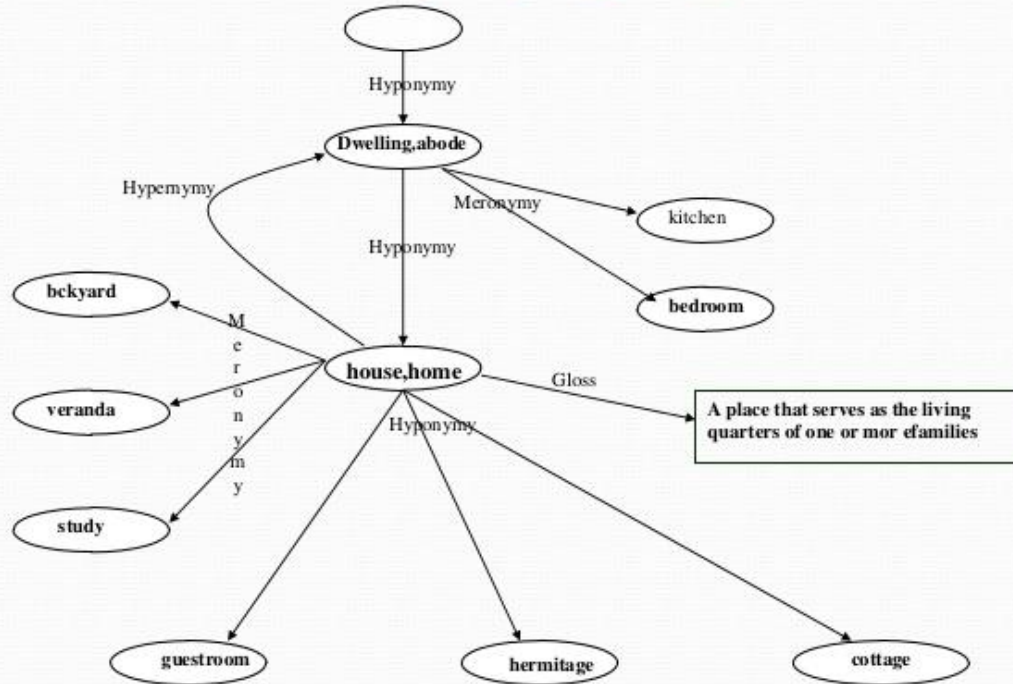 Hyponymy
Dwelling,abode
Hypernymy
Meronymy
kitchen
Hyponymy
bckyard
bedroom
Meronymy
house,home
Gloss
veranda
Hyponymy
A place that serves as the living
quarters of one or mor efamilies
study
guestroom
hermitage
cottage